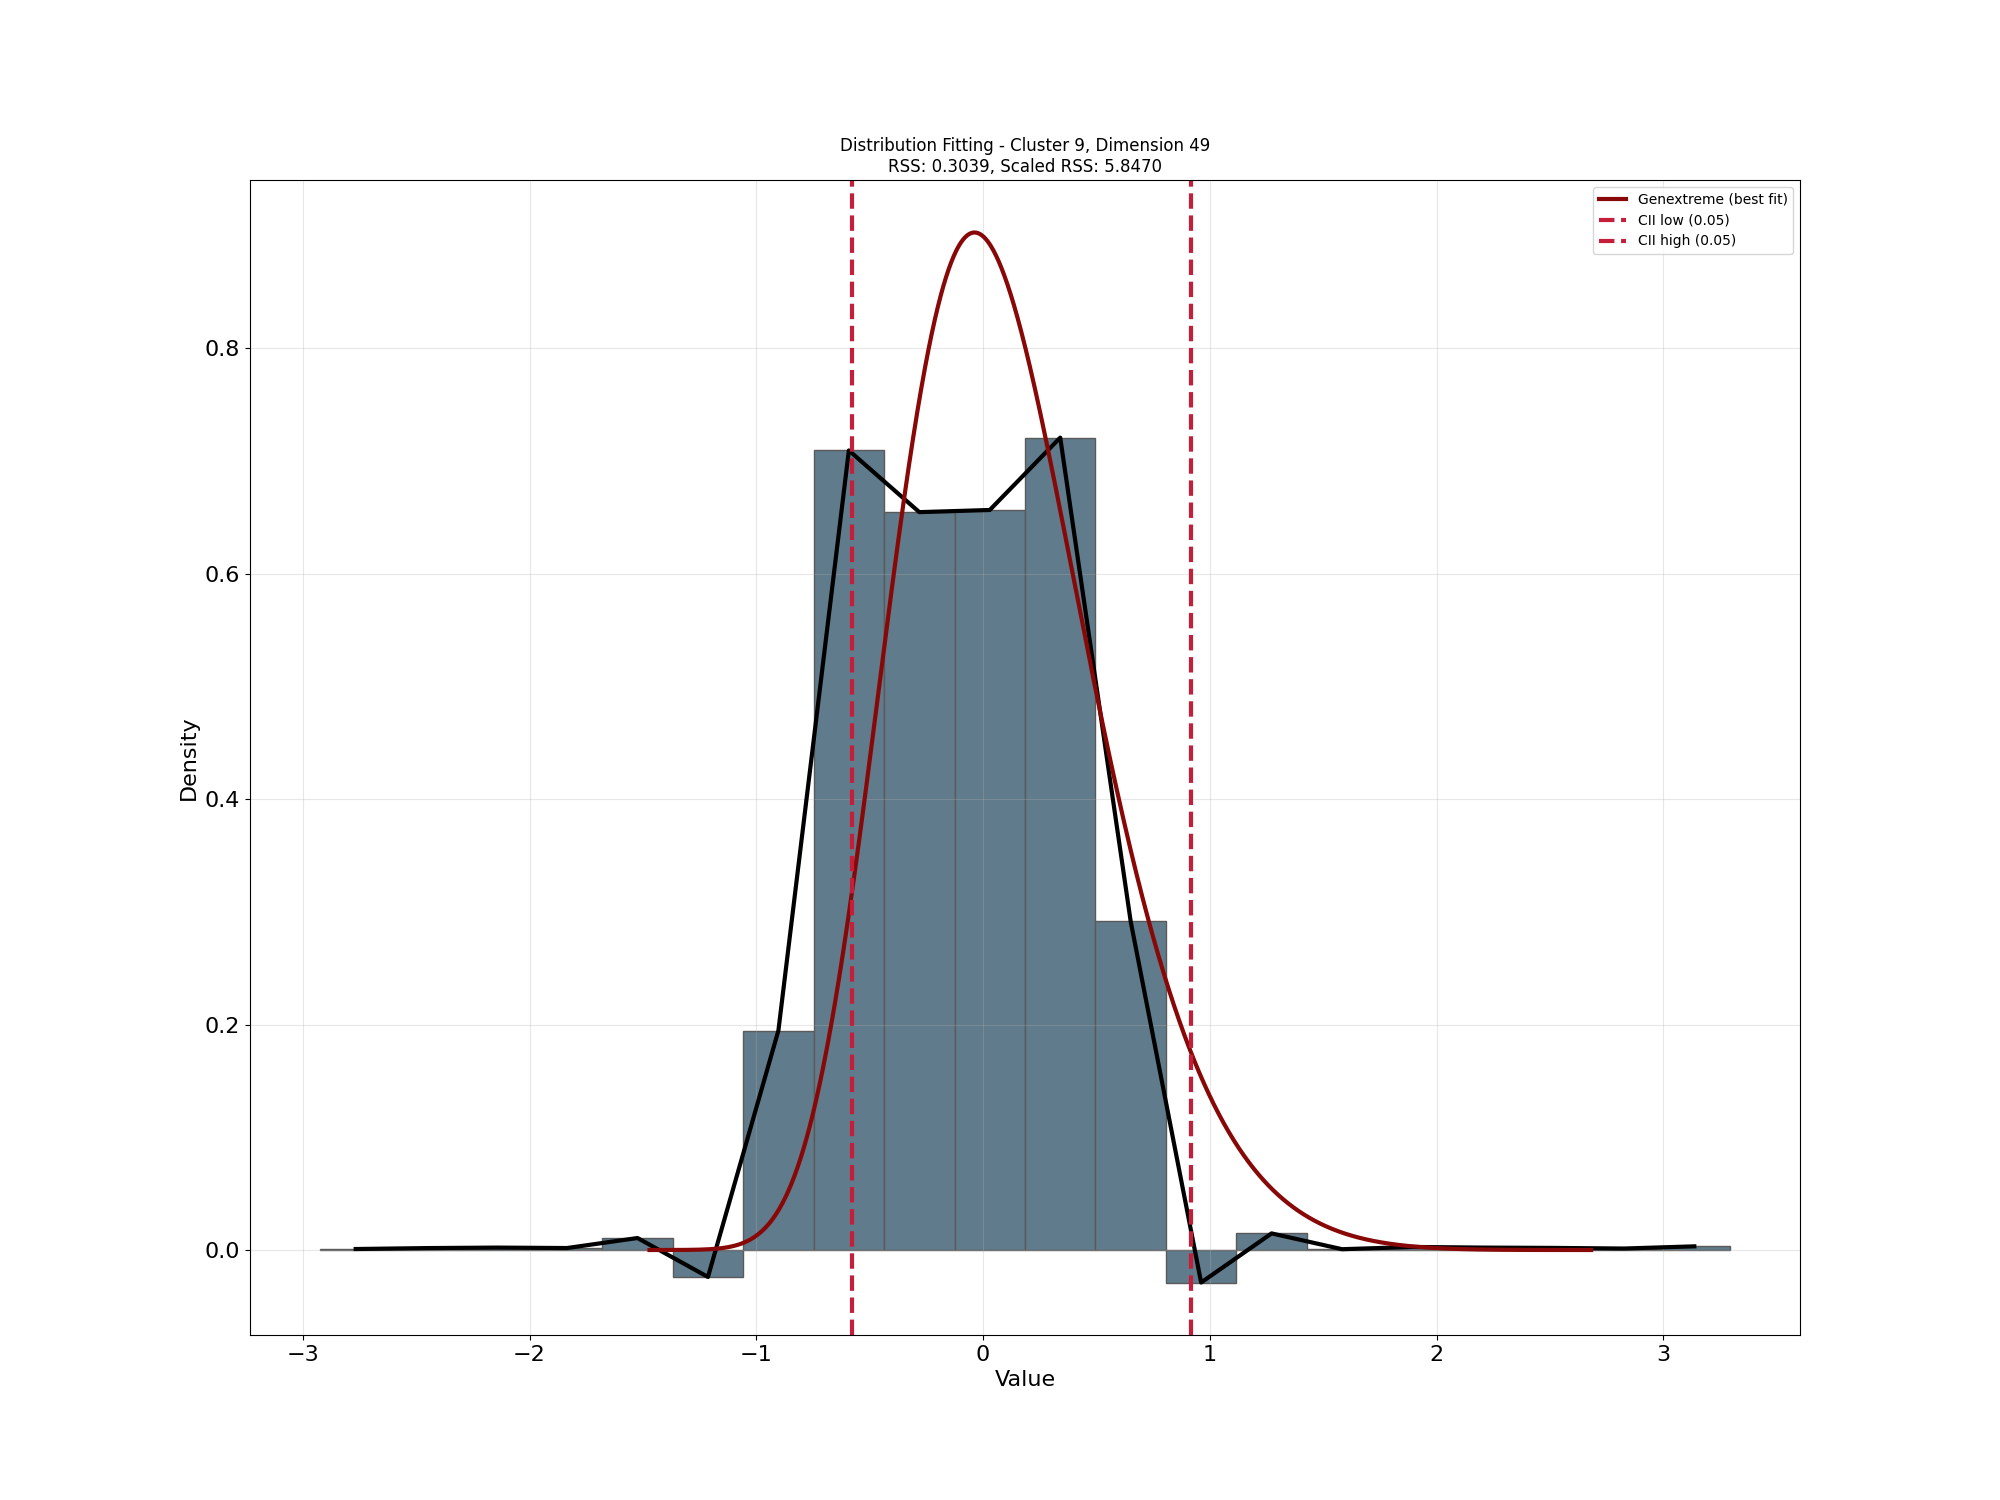 Distribution Fitting - Cluster 9, Dimension 49
RSS: 0.3039, Scaled RSS: 5.8470
Genextreme (best fit)
CII low (0.05)
CII high (0.05)
Density
0.8
0.6
0.4
0.2
0.0
−3 −2 −1 0 1 2 3
Value